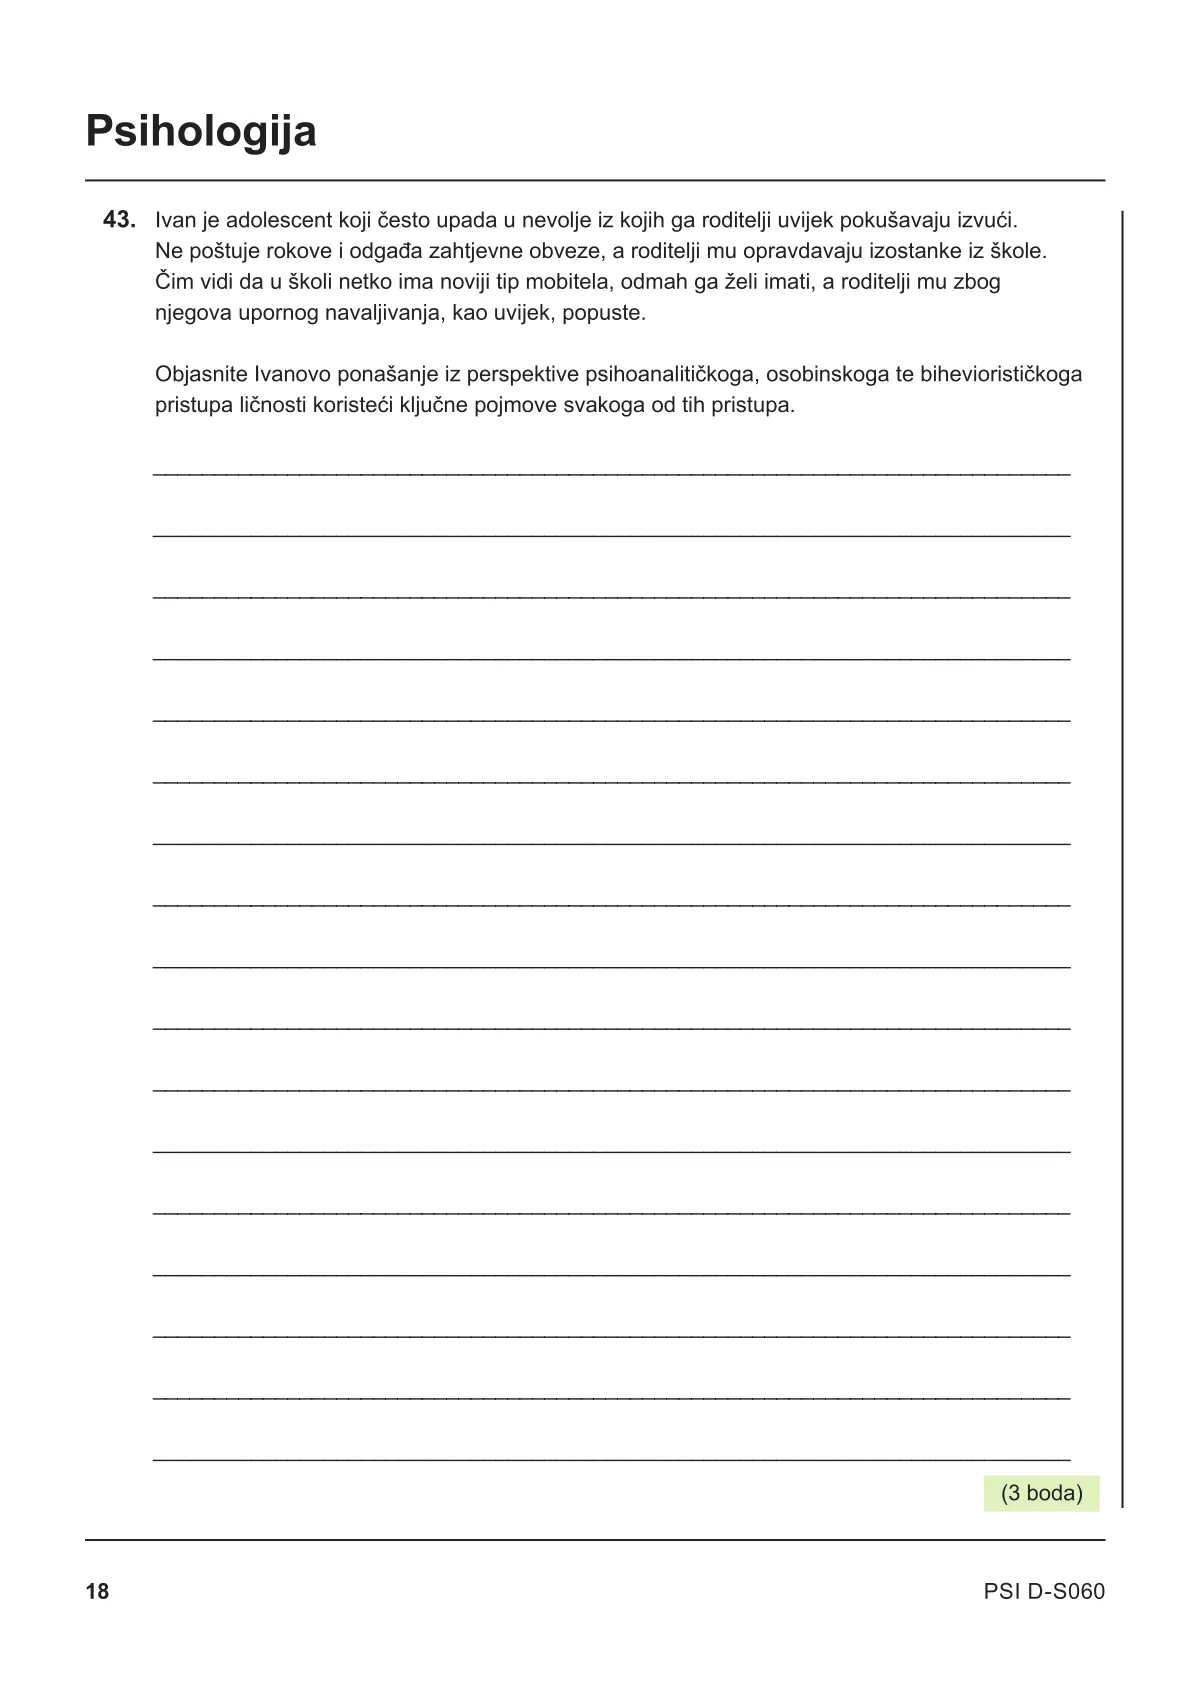 Psihologija
43. Ivan je adolescent koji često upada u nevolje iz kojih ga roditelji uvijek pokušavaju izvući.
Ne poštuje rokove i odgađa zahtjevne obveze, a roditelji mu opravdavaju izostanke iz škole.
Čim vidi da u školi netko ima noviji tip mobitela, odmah ga želi imati, a roditelji mu zbog
njegova upornog navaljivanja, kao uvijek, popuste.
Objasnite Ivanovo ponašanje iz perspektive psihoanalitičkoga, osobinskoga te biheviorističkoga
pristupa ličnosti koristeći ključne pojmove svakoga od tih pristupa.
(3 boda)
18
PSI D-S060